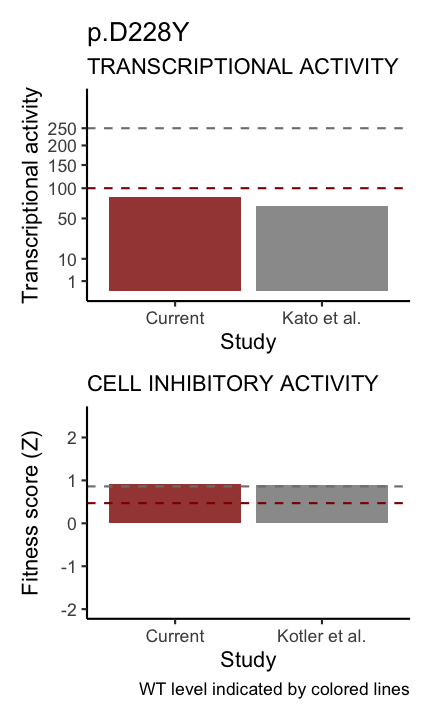 p.D228Y
TRANSCRIPTIONAL ACTIVITY
Transcriptional activity
250
200
150
100
50
10
1
Current
Kato et al.
Study
CELL INHIBITORY ACTIVITY
Fitness score (Z)
2
1
0
-1
-2
Current
Kotler et al.
Study
WT level indicated by colored lines